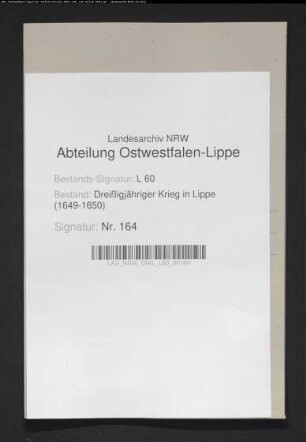 Landesarchiv NRW
Abteilung Ostwestfalen-Lippe
Bestands-Signatur: L 60
Bestand: Dreißigjähriger Krieg in Lippe
(1649-1650)
Signatur: Nr. 164